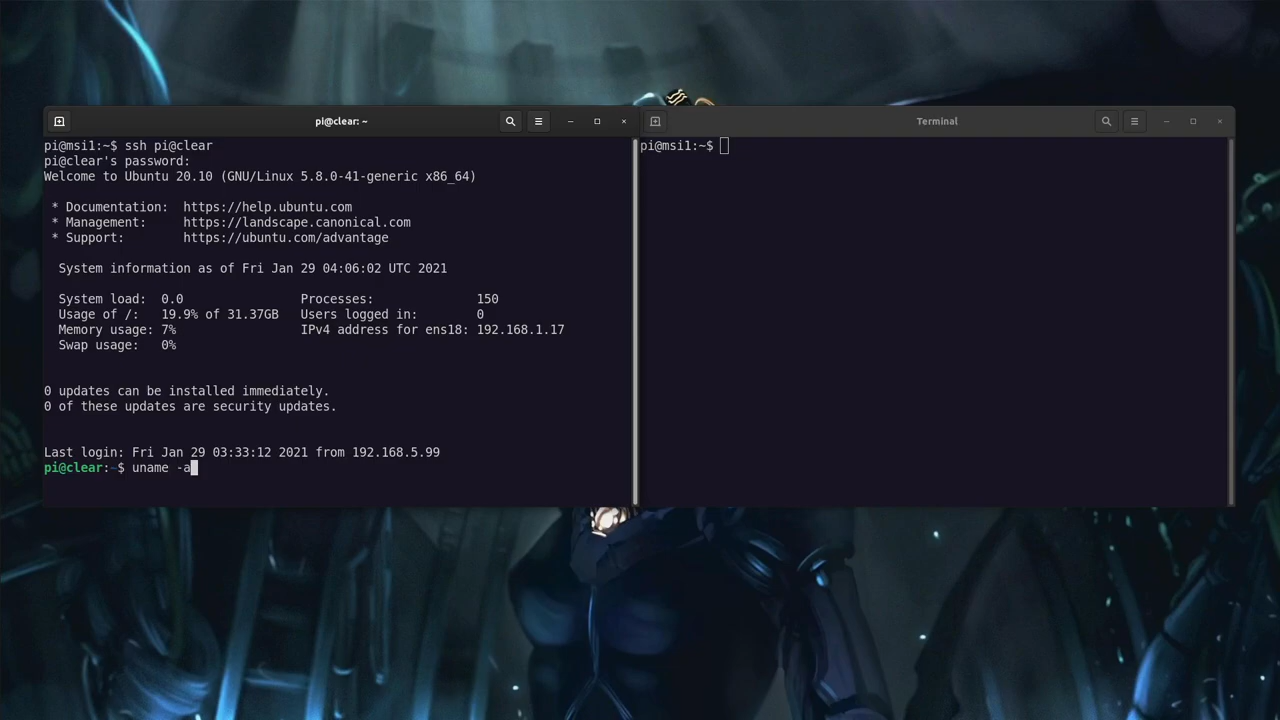 pi@clear: ~
pi@msi1:~$ ssh pi@clear
pi@clear's password:
Welcome to Ubuntu 20.10 (GNU/Linux 5.8.0-41-generic x86_64)
* Documentation:  https://help.ubuntu.com
* Management:     https://landscape.canonical.com
* Support:        https://ubuntu.com/advantage
System information as of Fri Jan 29 04:06:02 UTC 2021
System load:  0.0                Processes:              150
Usage of /:   19.9% of 31.37GB   Users logged in:        0
Memory usage: 7%                 IPv4 address for ens18: 192.168.1.17
Swap usage:   0%
0 updates can be installed immediately.
0 of these updates are security updates.
Last login: Fri Jan 29 03:33:12 2021 from 192.168.5.99
pi@clear:~$ uname -a
Terminal
pi@msi1:~$